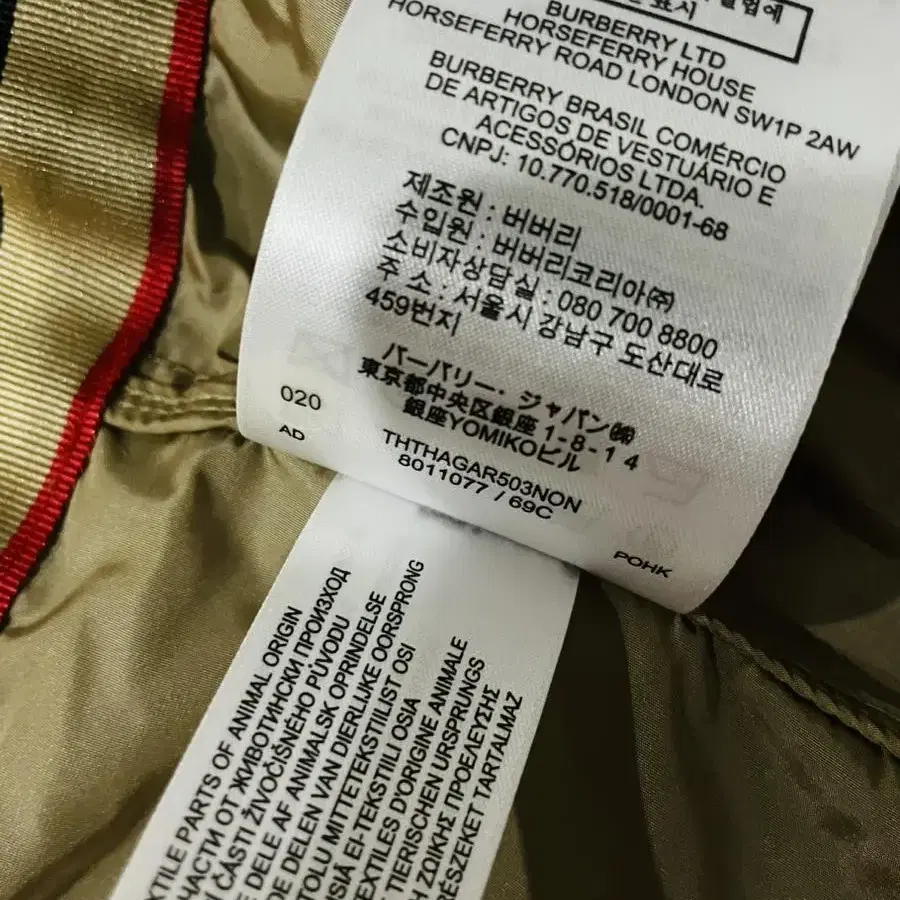 표시
BURBERRY LTD
HORSEFERRY HOUSE
HORSEFERRY ROAD LONDON SW1P 2AW
BURBERRY BRASIL COMÉRCIO
DE ARTIGOS DE VESTUÁRIO E
ACESSÓRIOS LTDA.
CNPJ: 10.770.518/0001-68
제조원 : 버버리
수입원 : 버버리코리아㈜
소비자상담실 : 080 700 8800
주 소 : 서울시 강남구 도산대로
459번지
バーバリー・ジャパン㈱
東京都中央区銀座 1-8-14
銀座YOMIKOビル
020
AD
THTHAGAR503NON
8011077 / 69C
POHK
PARTS OF ANIMAL ORIGIN
ЧАСТИ ОТ ЖИВОТИНСКИ ПРОИЗХОД
ČÁSTI ŽIVOČIŠNÉHO PŮVODU
DELE AF ANIMALSK OPRINDELSE
DELEN VAN DIERLIJKE OORSPRONG
MITTETEKSTIILIST OSI
EI-TEKSTIILI OSIA
D'ORIGINE ANIMALE
TIERISCHEN URSPRUNGS
ΖΩΙΚΗΣ ΠΡΟΕΛΕΥΣΗΣ
RÉSZEKET TARTALMAZ